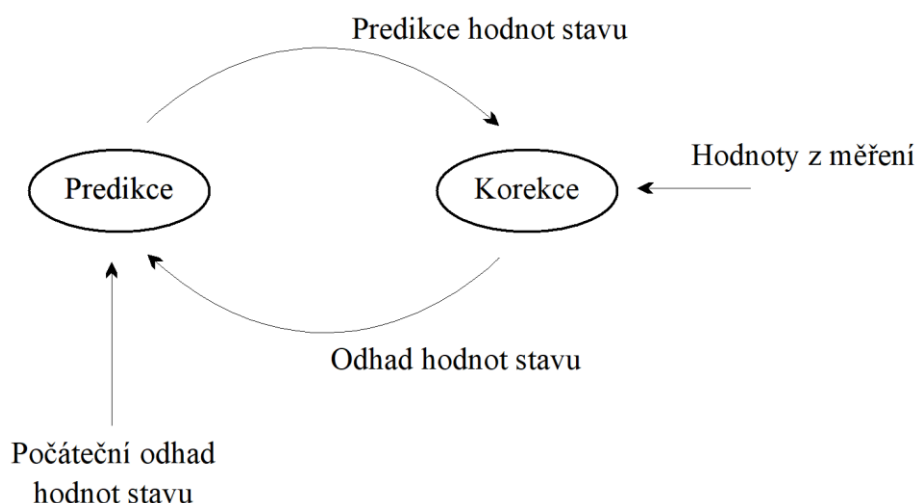 Predikce hodnot stavu
Hodnoty z měření
Predikce
Korekce
Odhad hodnot stavu
Počáteční odhad
hodnot stavu